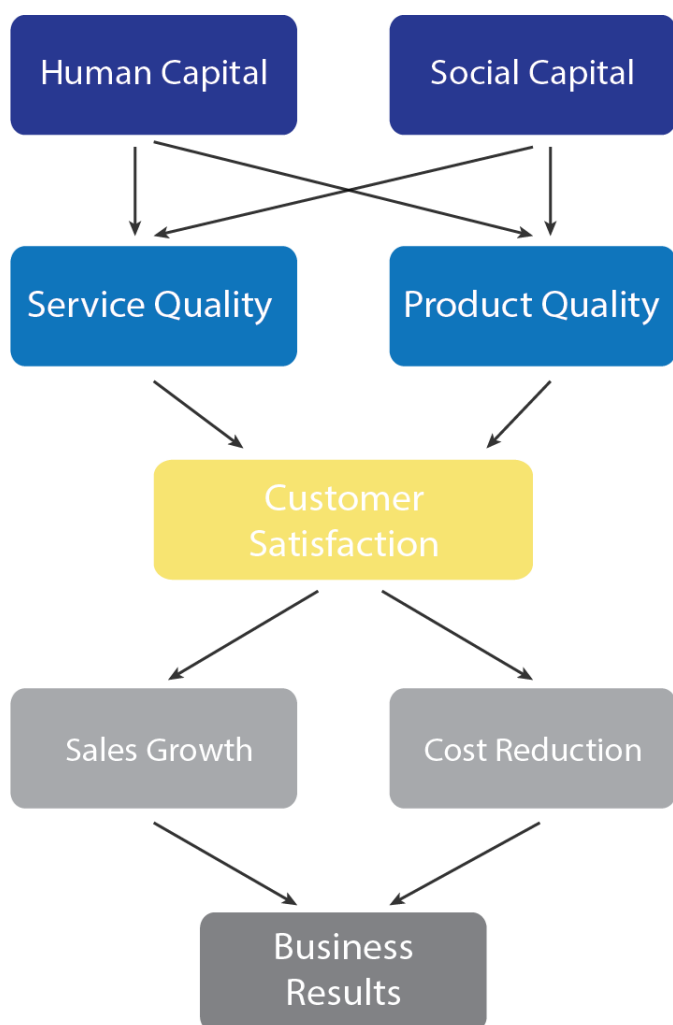 Human Capital
Social Capital
Service Quality
Product Quality
Customer
Satisfaction
Sales Growth
Cost Reduction
Business
Results